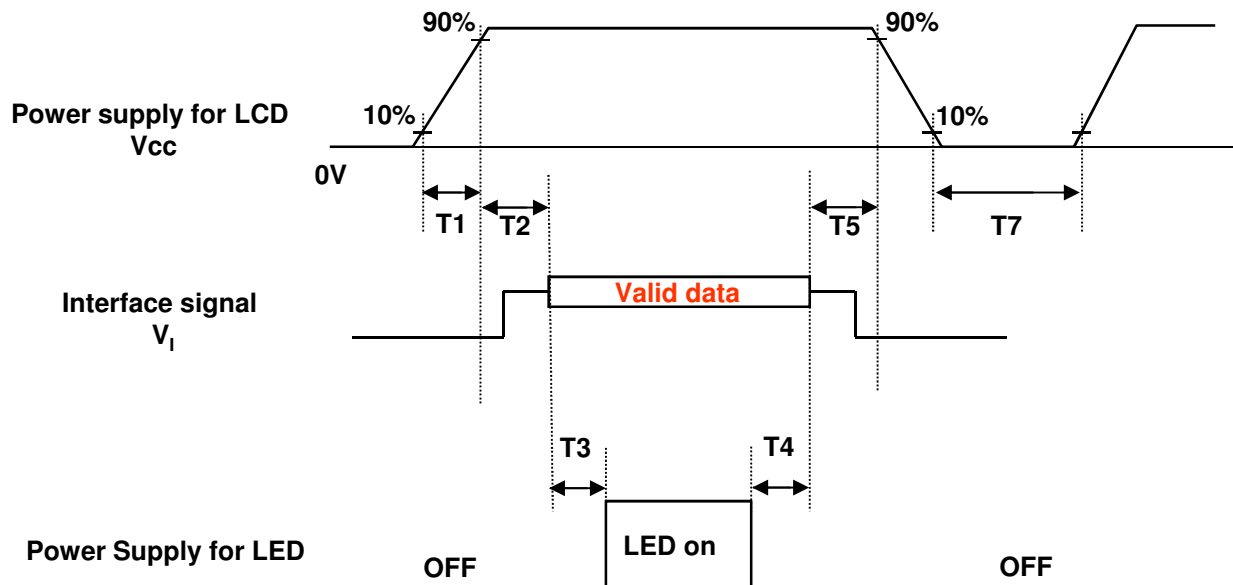 90%
90%
Power supply for LCD
Vcc
10%
10%
0V
T1
T2
T5
T7
Interface signal
VI
Valid data
T3
T4
Power Supply for LED
OFF
LED on
OFF